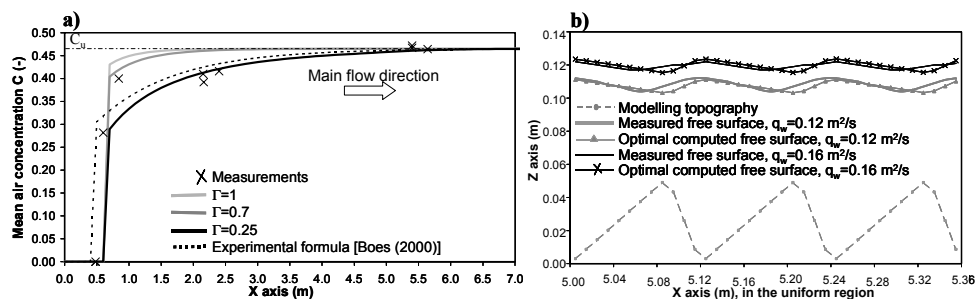 a)
Mean air concentration C (-)
0.50
0.45
0.40
0.35
0.30
0.25
0.20
0.15
0.10
0.05
0.00
C_u
Main flow direction
Measurements
Γ=1
Γ=0.7
Γ=0.25
Experimental formula [Boes (2000)]
0.0 0.5 1.0 1.5 2.0 2.5 3.0 3.5 4.0 4.5 5.0 5.5 6.0 6.5 7.0
X axis (m)
b)
Z axis (m)
0.14
0.12
0.10
0.08
0.06
0.04
0.02
0.00
Modelling topography
Measured free surface, q_w=0.12 m²/s
Optimal computed free surface, q_w=0.12 m²/s
Measured free surface, q_w=0.16 m²/s
Optimal computed free surface, q_w=0.16 m²/s
5.00 5.04 5.08 5.12 5.16 5.20 5.24 5.28 5.32 5.36
X axis (m), in the uniform region